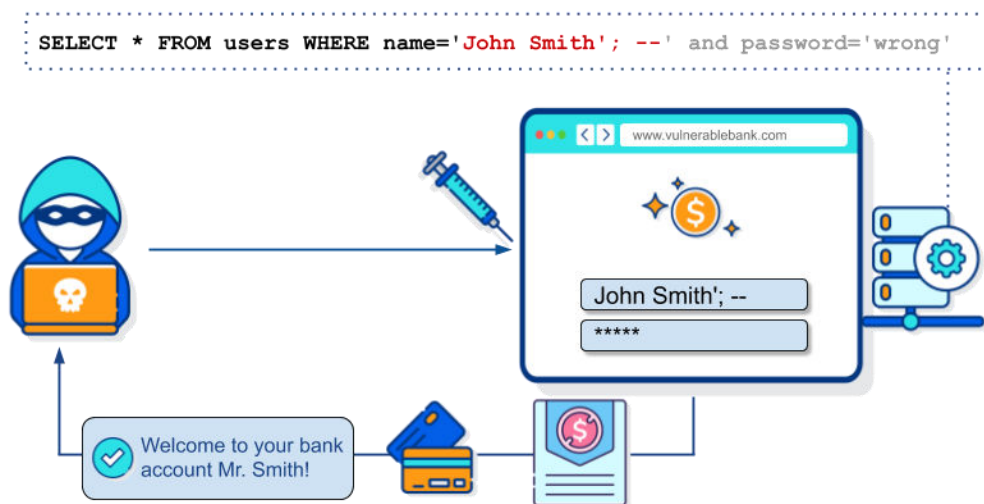 SELECT * FROM users WHERE name='John Smith'; --' and password='wrong'
www.vulnerablebank.com
$
John Smith'; --
*****
$
Welcome to your bank
account Mr. Smith!